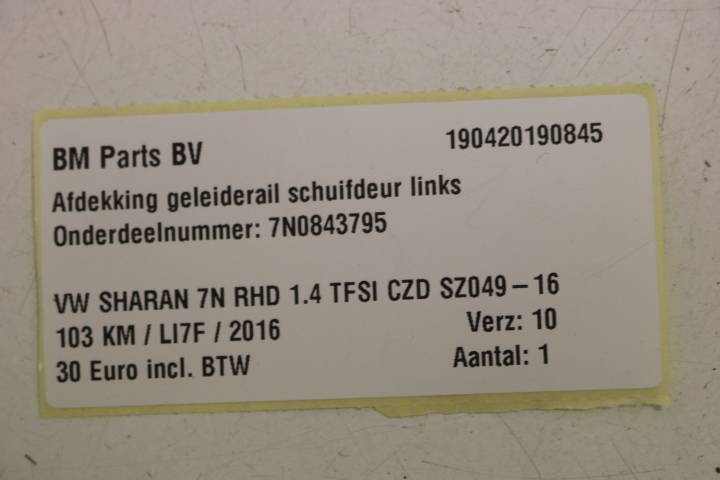 BM Parts BV 190420190845
Afdekking geleiderail schuifdeur links
Onderdeelnummer: 7N0843795
VW SHARAN 7N RHD 1.4 TFSI CZD SZ049-16
103 KM / LI7F / 2016 Verz: 10
30 Euro incl. BTW Aantal: 1